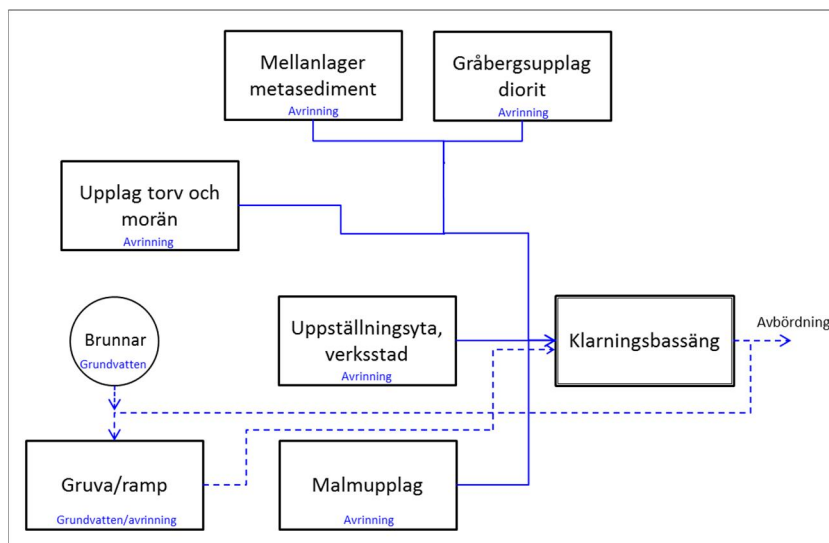 Mellanlager
metasediment
Avrinning
Gråbergsupplag
diorit
Avrinning
Upplag torv och
morän
Avrinning
Brunnar
Grundvatten
Uppställningsyta,
verksstad
Avrinning
Klarningsbassäng
Avbördning
Gruva/ramp
Grundvatten/avrinning
Malmupplag
Avrinning